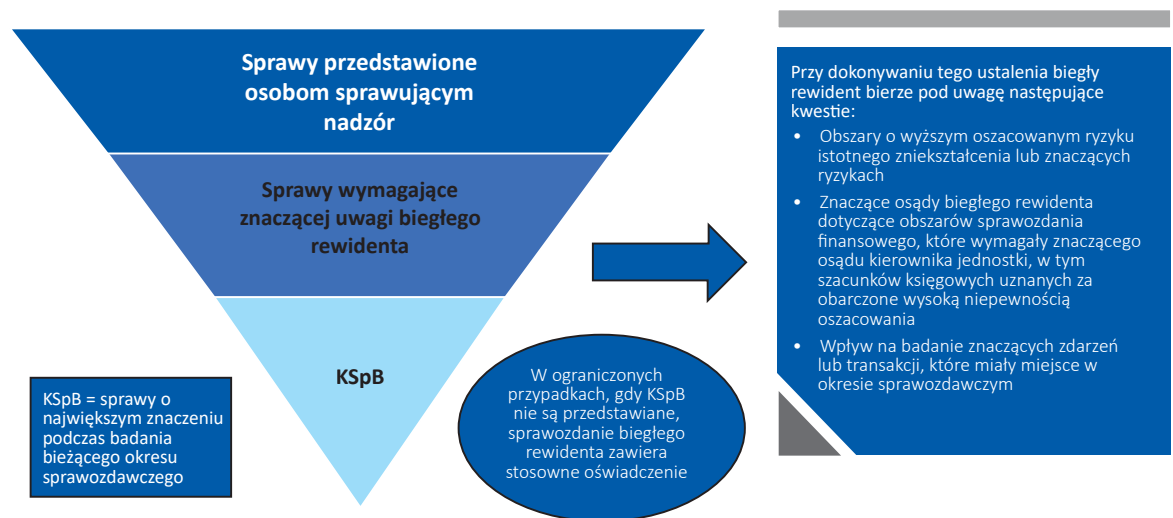 Sprawy przedstawione
osobom sprawującym
nadzór
Sprawy wymagające
znaczącej uwagi biegłego
rewidenta
KSpB
KSpB = sprawy o
największym znaczeniu
podczas badania
bieżącego okresu
sprawozdawczego
W ograniczonych
przypadkach, gdy KSpB
nie są przedstawiane,
sprawozdanie biegłego
rewidenta zawiera
stosowne oświadczenie
Przy dokonywaniu tego ustalenia biegły
rewident bierze pod uwagę następujące
kwestie:
• Obszary o wyższym oszacowanym ryzyku
istotnego zniekształcenia lub znaczących
ryzykach
• Znaczące osądy biegłego rewidenta
dotyczące obszarów sprawozdania
finansowego, które wymagały znaczącego
osądu kierownika jednostki, w tym
szacunków księgowych uznanych za
obarczone wysoką niepewnością
oszacowania
• Wpływ na badanie znaczących zdarzeń
lub transakcji, które miały miejsce w
okresie sprawozdawczym